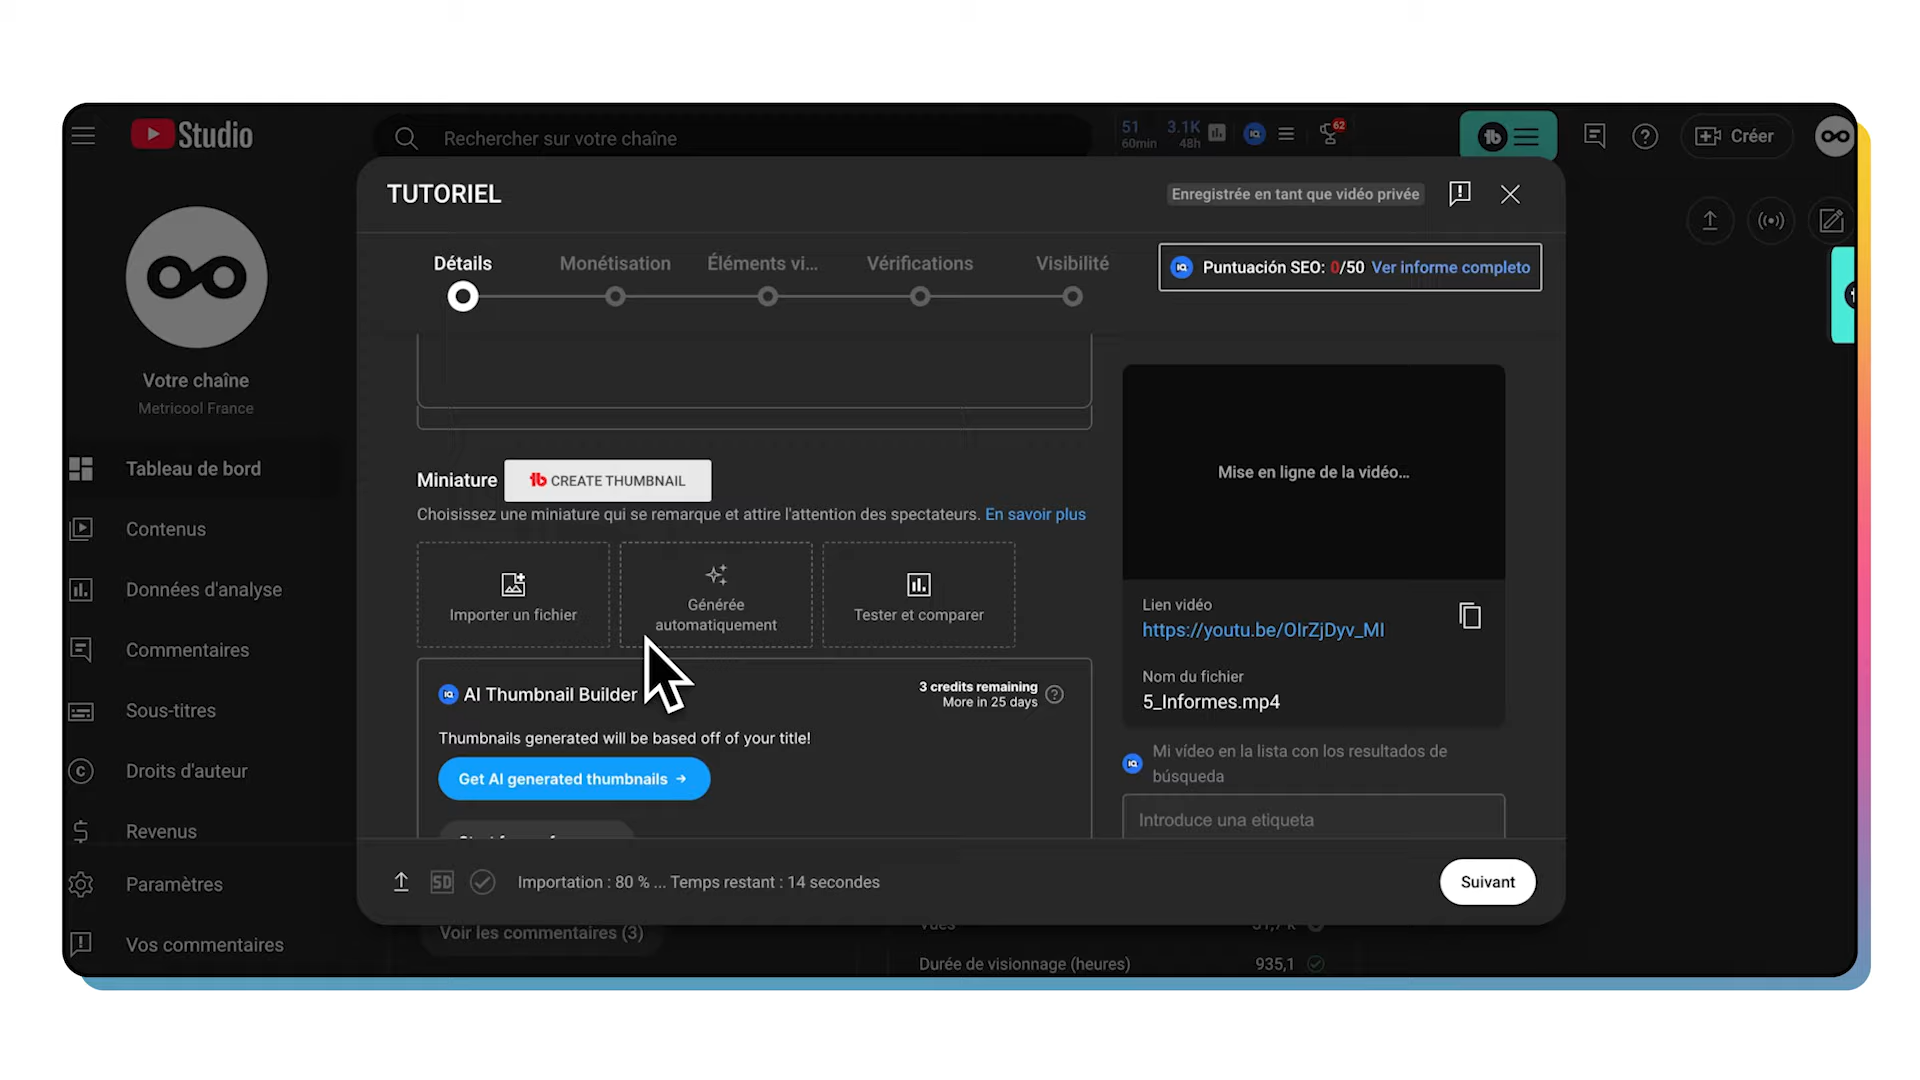 Studio
Rechercher sur votre chaîne
51
60min
3.1K
48h
62
Créer
TUTORIEL
Enregistrée en tant que vidéo privée
Détails
Monétisation
Éléments vi...
Vérifications
Visibilité
Puntuación SEO: 0/50 Ver informe completo
Votre chaîne
Metricool France
Tableau de bord
Contenus
Données d'analyse
Commentaires
Sous-titres
Droits d'auteur
Revenus
Paramètres
Vos commentaires
Miniature
CREATE THUMBNAIL
Choisissez une miniature qui se remarque et attire l'attention des spectateurs. En savoir plus
Importer un fichier
Générée
automatiquement
Tester et comparer
AI Thumbnail Builder
3 credits remaining
More in 25 days
Thumbnails generated will be based off of your title!
Get AI generated thumbnails
Mise en ligne de la vidéo...
Lien vidéo
https://youtu.be/OIrZjDyv_MI
Nom du fichier
5_Informes.mp4
Mi vídeo en la lista con los resultados de
búsqueda
Introduce una etiqueta
SD
Importation : 80 % ... Temps restant : 14 secondes
Suivant
Voir les commentaires (3)
Durée de visionnage (heures)
935,1